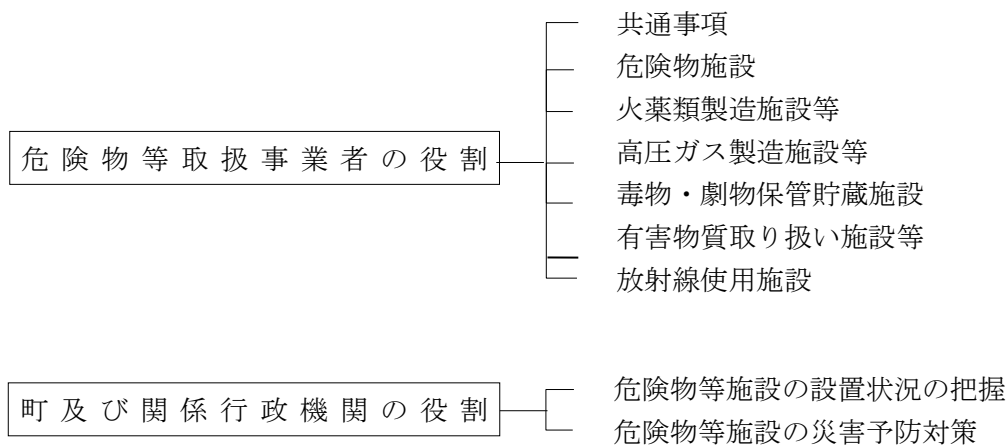 危険物等取扱事業者の役割
共通事項
危険物施設
火薬類製造施設等
高圧ガス製造施設等
毒物・劇物保管貯蔵施設
有害物質取り扱い施設等
放射線使用施設
町及び関係行政機関の役割
危険物等施設の設置状況の把握
危険物等施設の災害予防対策